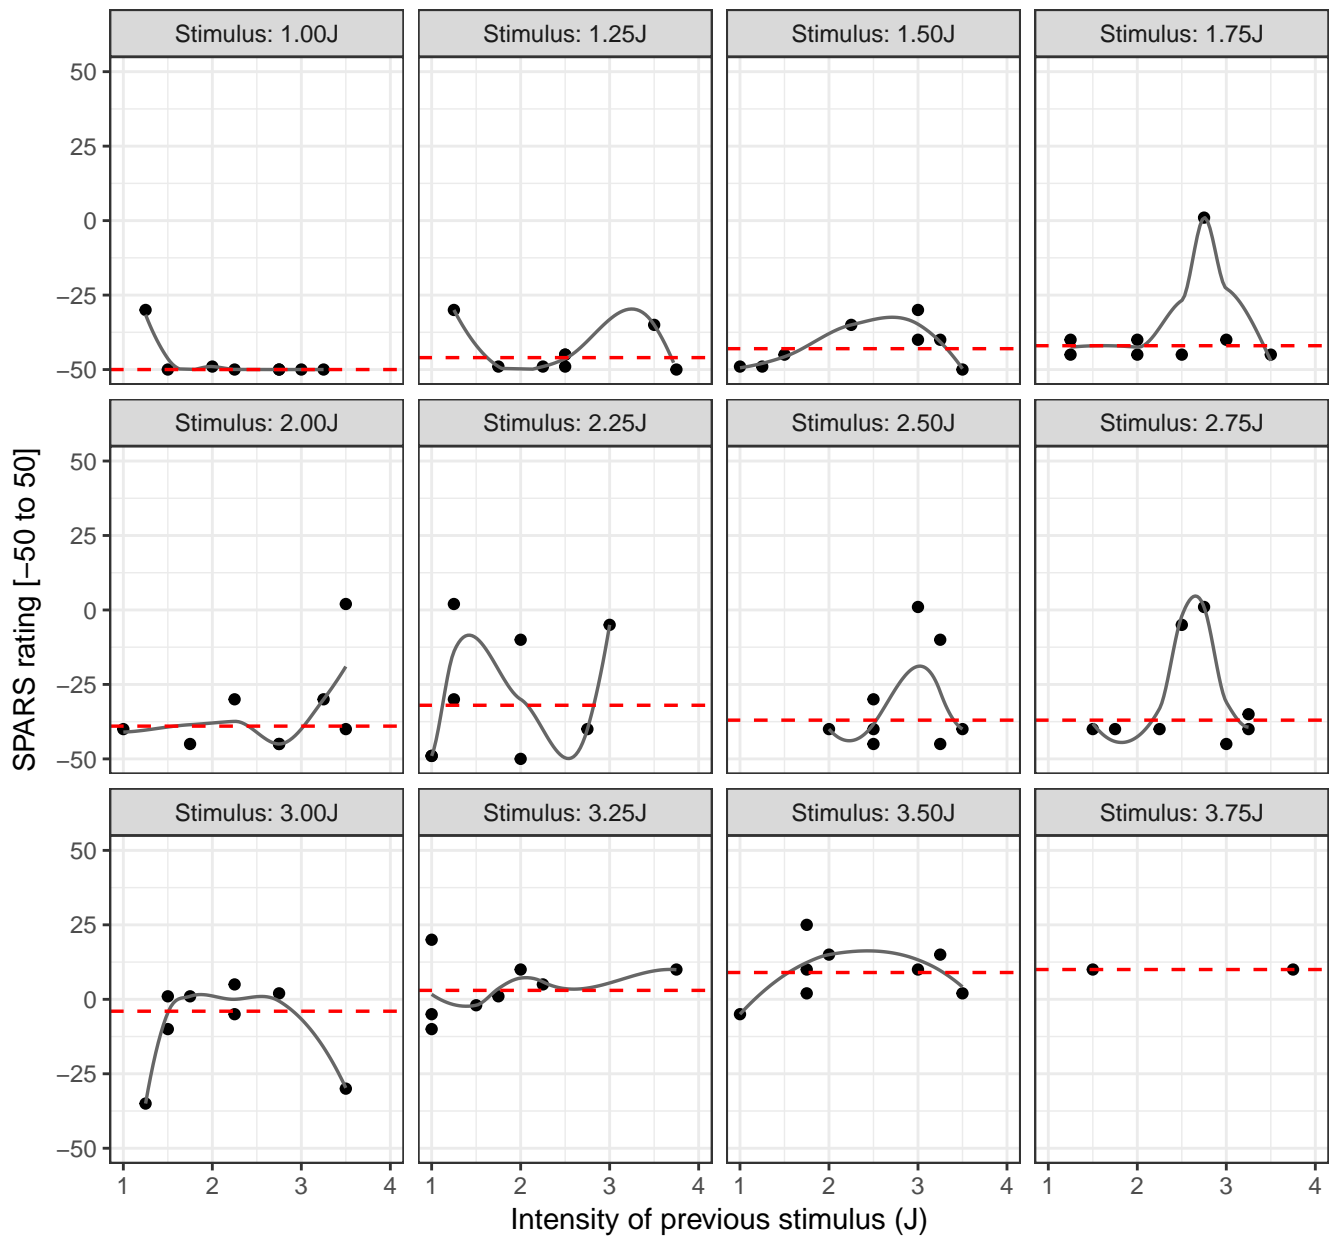 Stimulus: 1.00J
Stimulus: 1.25J
Stimulus: 1.50J
Stimulus: 1.75J
50
25
0
−25
−50
Stimulus: 2.00J
Stimulus: 2.25J
Stimulus: 2.50J
Stimulus: 2.75J
50
25
0
−25
−50
SPARS rating [−50 to 50]
Stimulus: 3.00J
Stimulus: 3.25J
Stimulus: 3.50J
Stimulus: 3.75J
50
25
0
−25
−50
1 2 3 4 1 2 3 4 1 2 3 4 1 2 3 4
Intensity of previous stimulus (J)